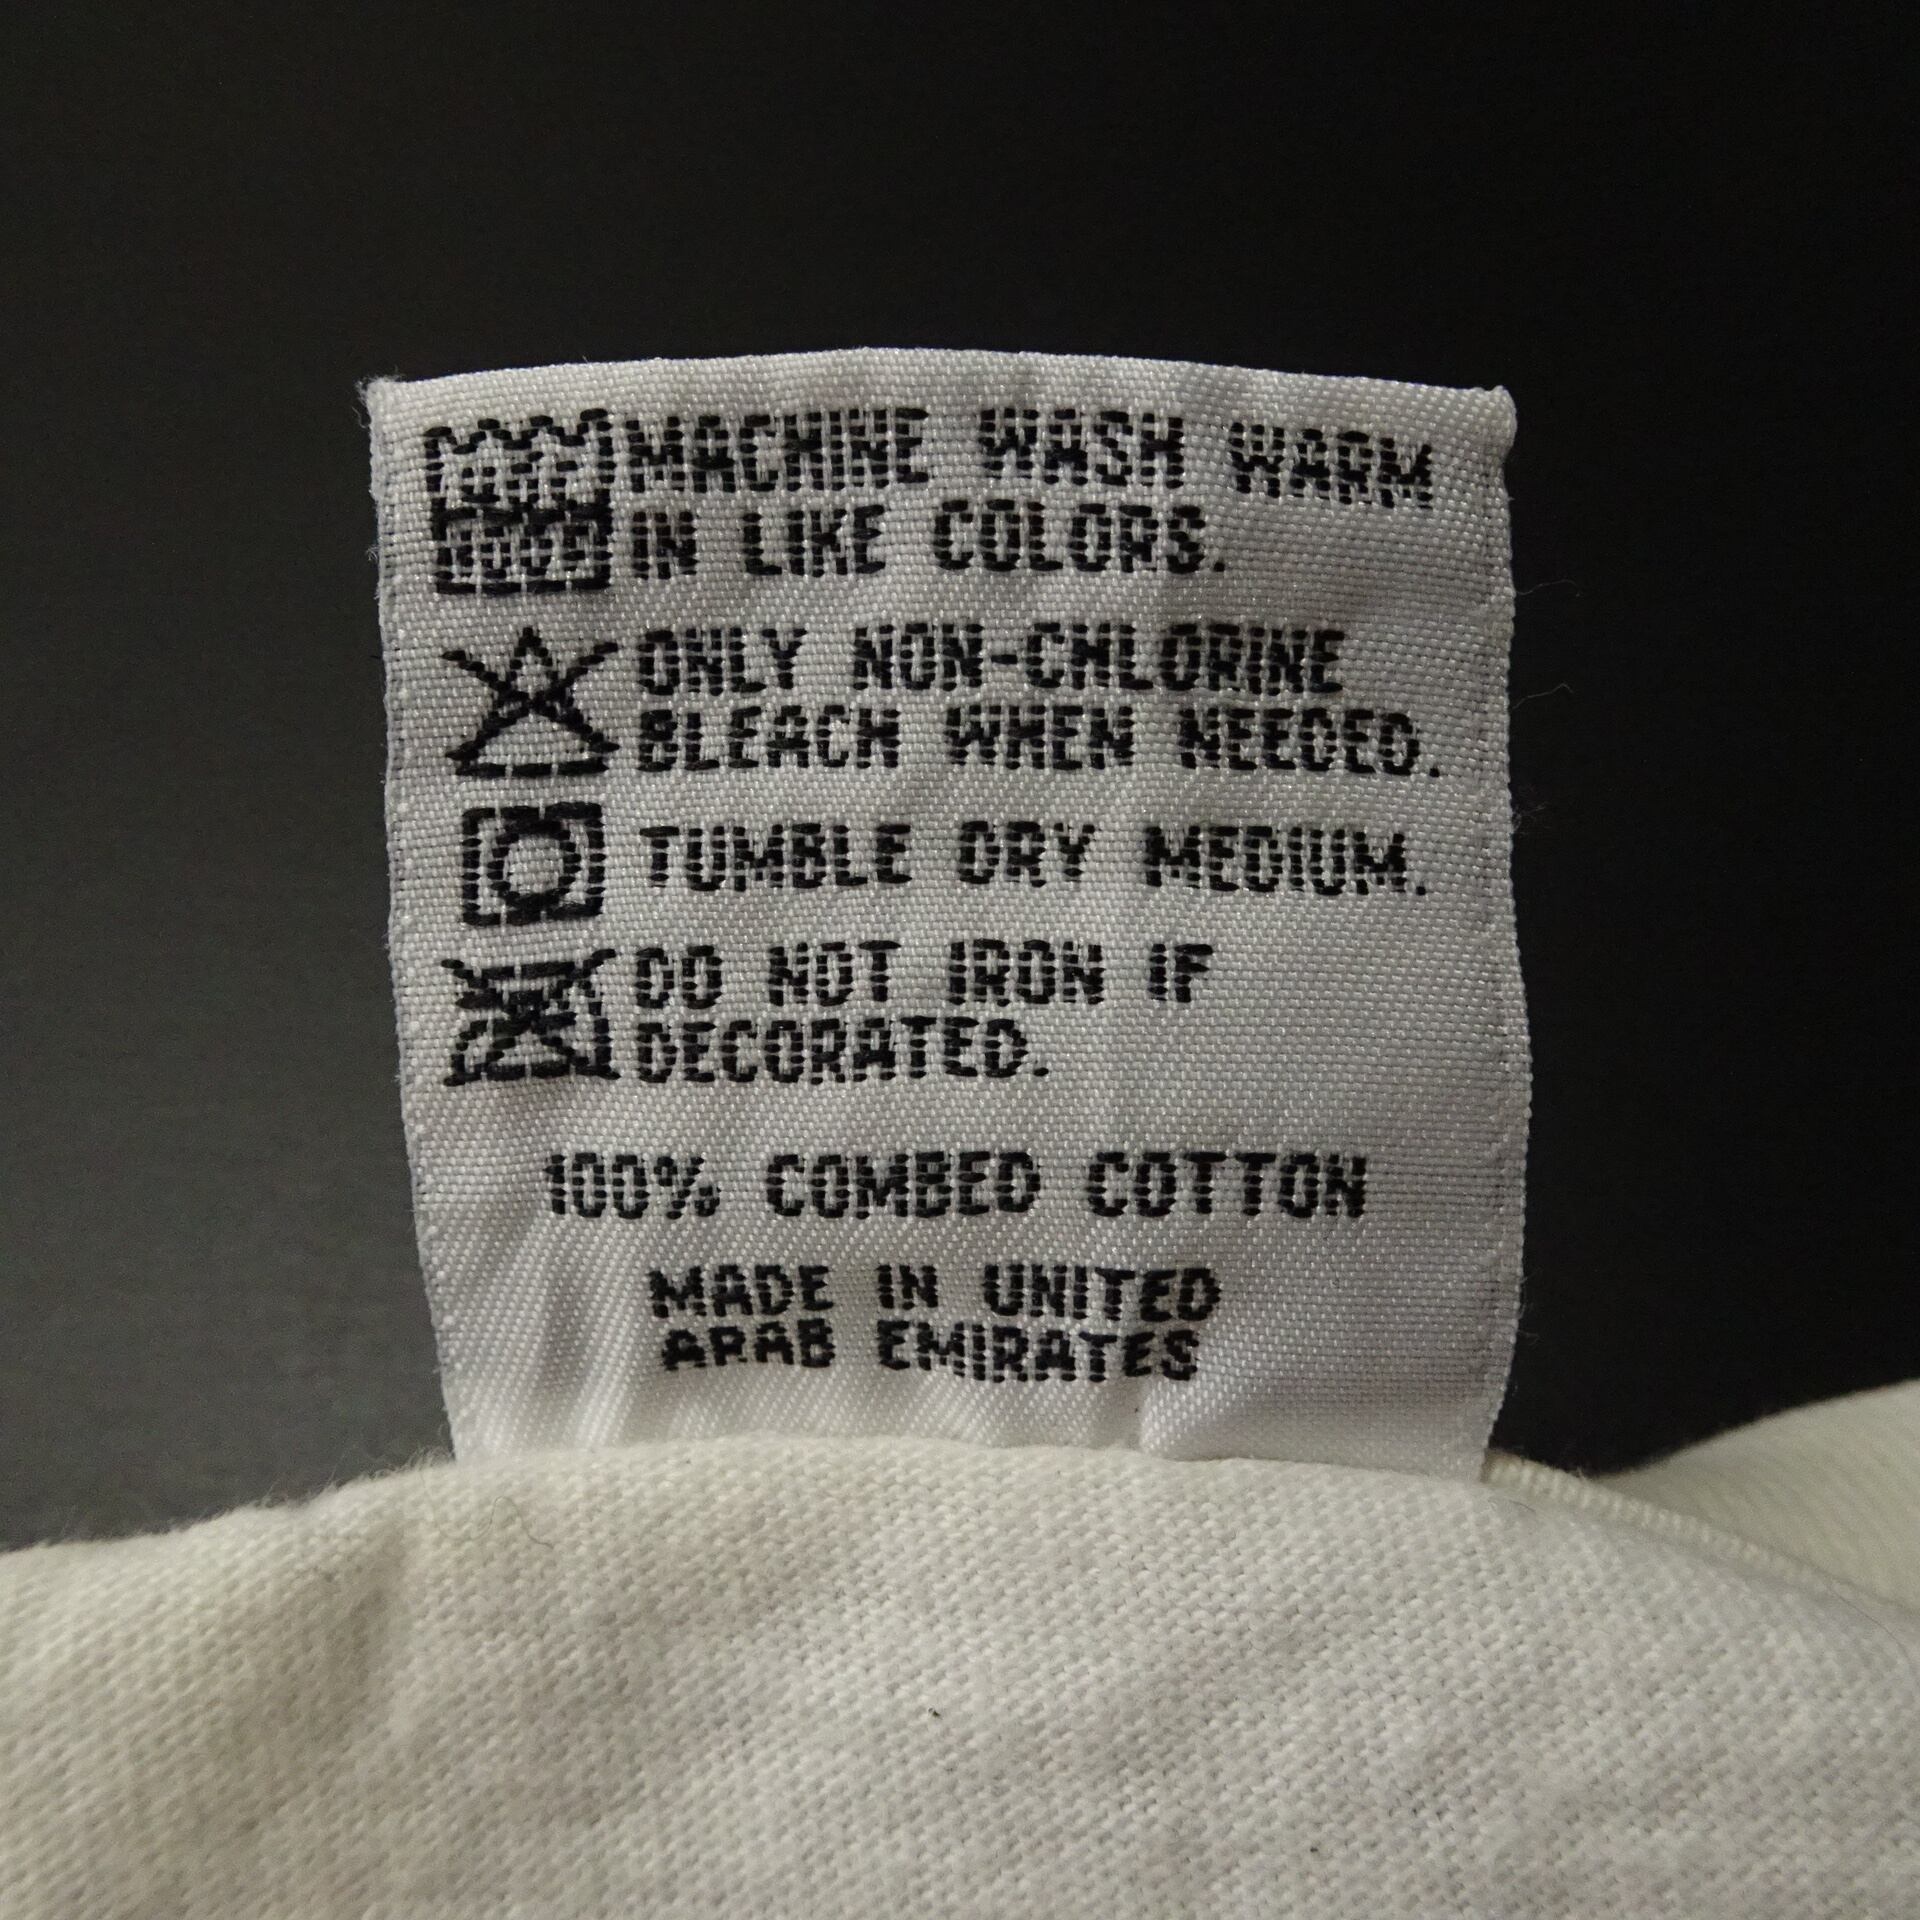 MACHINE WASH WARM
IN LIKE COLORS.
ONLY NON-CHLORINE
BLEACH WHEN NEEDED.
TUMBLE DRY MEDIUM.
DO NOT IRON IF
DECORATED.
100% COMBED COTTON
MADE IN UNITED
ARAB EMIRATES